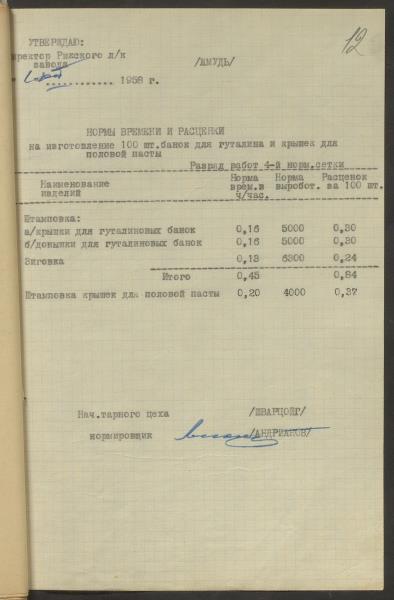 12
УТВЕРЖДАЮ:
Директор Рижского л/к
завода /ЖМУДЬ/
" ............ 1958 г.
НОРМЫ ВРЕМЕНИ И РАСЦЕНКИ
на изготовление 100 шт.банок для гуталина и крышек для
половой пасты
Разряд работ 4-й норм.сетки
Наименование изделий Норма врем.в ч/час. Норма выработ. Расценок за 100 шт.
Штамповка:
а/крышки для гуталиновых банок 0,16 5000 0,30
б/донышки для гуталиновых банок 0,16 5000 0,30
Зиговка 0,13 6300 0,24
Итого 0,45 0,84
Штамповка крышек для половой пасты 0,20 4000 0,37
Нач.тарного цеха /ШВАРЦОЙГ/
нормировщик /АНДРИАНОВ/